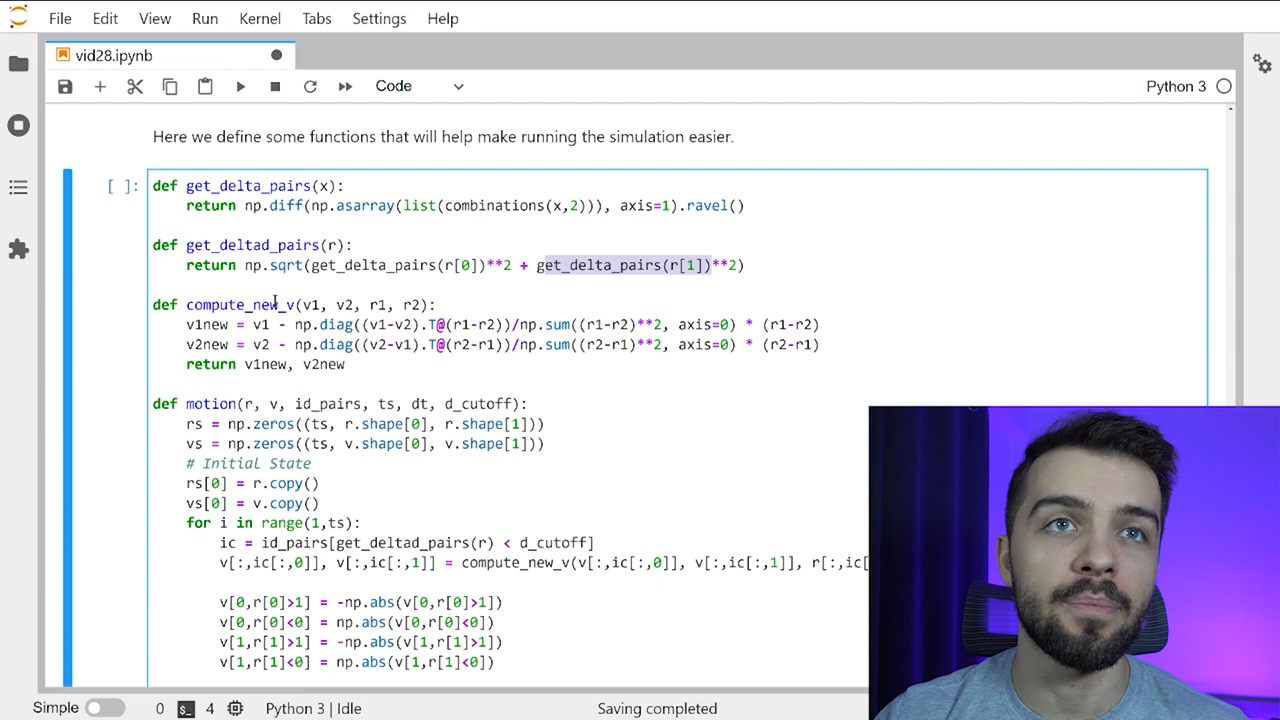 File Edit View Run Kernel Tabs Settings Help
vid28.ipynb
Code
Python 3
Here we define some functions that will help make running the simulation easier.
[ ]:
def get_delta_pairs(x):
return np.diff(np.asarray(list(combinations(x,2))), axis=1).ravel()
def get_deltad_pairs(r):
return np.sqrt(get_delta_pairs(r[0])**2 + get_delta_pairs(r[1])**2)
def compute_new_v(v1, v2, r1, r2):
v1new = v1 - np.diag((v1-v2).T@(r1-r2))/np.sum((r1-r2)**2, axis=0) * (r1-r2)
v2new = v2 - np.diag((v2-v1).T@(r2-r1))/np.sum((r2-r1)**2, axis=0) * (r2-r1)
return v1new, v2new
def motion(r, v, id_pairs, ts, dt, d_cutoff):
rs = np.zeros((ts, r.shape[0], r.shape[1]))
vs = np.zeros((ts, v.shape[0], v.shape[1]))
# Initial State
rs[0] = r.copy()
vs[0] = v.copy()
for i in range(1,ts):
ic = id_pairs[get_deltad_pairs(r) < d_cutoff]
v[:,ic[:,0]], v[:,ic[:,1]] = compute_new_v(v[:,ic[:,0]], v[:,ic[:,1]], r[:,ic[
v[0,r[0]>1] = -np.abs(v[0,r[0]>1])
v[0,r[0]<0] = np.abs(v[0,r[0]<0])
v[1,r[1]>1] = -np.abs(v[1,r[1]>1])
v[1,r[1]<0] = np.abs(v[1,r[1]<0])
Simple 0 $_ 4 Python 3 | Idle Saving completed